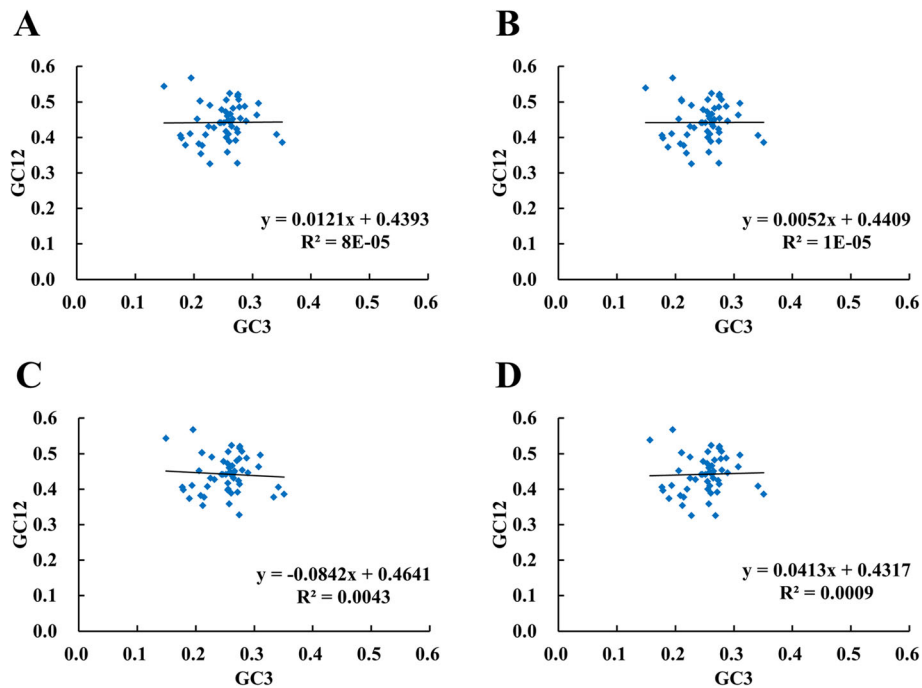 A
0.6
0.5
0.4
0.3
0.2
0.1
0.0
GC12
y = 0.0121x + 0.4393
R² = 8E-05
0.0 0.1 0.2 0.3 0.4 0.5 0.6
GC3
B
0.6
0.5
0.4
0.3
0.2
0.1
0.0
GC12
y = 0.0052x + 0.4409
R² = 1E-05
0.0 0.1 0.2 0.3 0.4 0.5 0.6
GC3
C
0.6
0.5
0.4
0.3
0.2
0.1
0.0
GC12
y = -0.0842x + 0.4641
R² = 0.0043
0.0 0.1 0.2 0.3 0.4 0.5 0.6
GC3
D
0.6
0.5
0.4
0.3
0.2
0.1
0.0
GC12
y = 0.0413x + 0.4317
R² = 0.0009
0.0 0.1 0.2 0.3 0.4 0.5 0.6
GC3